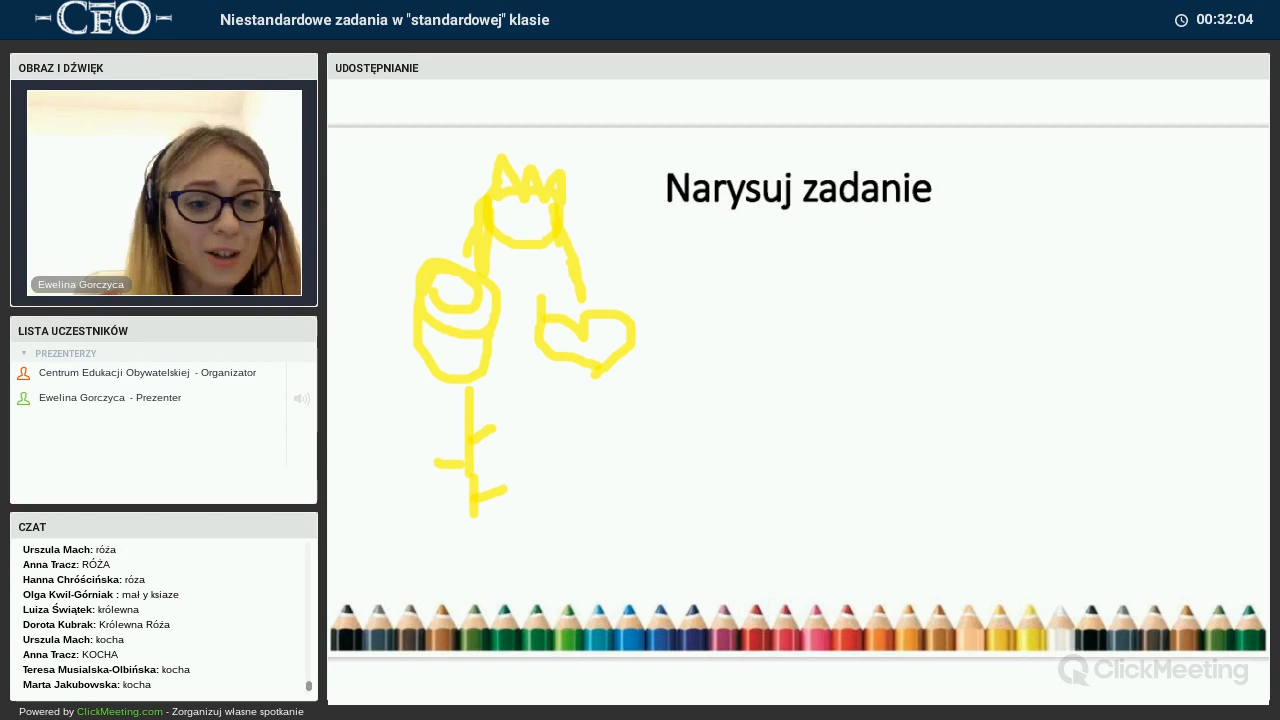 CEO
Niestandardowe zadania w "standardowej" klasie
00:32:04
OBRAZ I DŹWIĘK
Ewelina Gorczyca
LISTA UCZESTNIKÓW
PREZENTERZY
Centrum Edukacji Obywatelskiej - Organizator
Ewelina Gorczyca - Prezenter
CZAT
Urszula Mach: róża
Anna Tracz: RÓŻA
Hanna Chróścińska: róza
Olga Kwil-Górniak : mał y ksiaze
Luiza Świątek: królewna
Dorota Kubrak: Królewna Róża
Urszula Mach: kocha
Anna Tracz: KOCHA
Teresa Musialska-Olbińska: kocha
Marta Jakubowska: kocha
Powered by ClickMeeting.com - Zorganizuj własne spotkanie
UDOSTĘPNIANIE
Narysuj zadanie
ClickMeeting